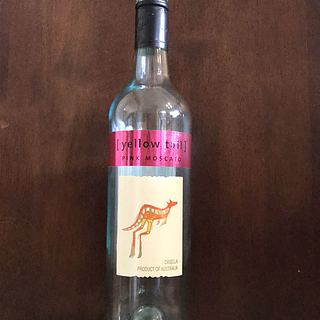 [ yellow tail ]
PINK MOSCATO
CASELLA
PRODUCT OF AUSTRALIA